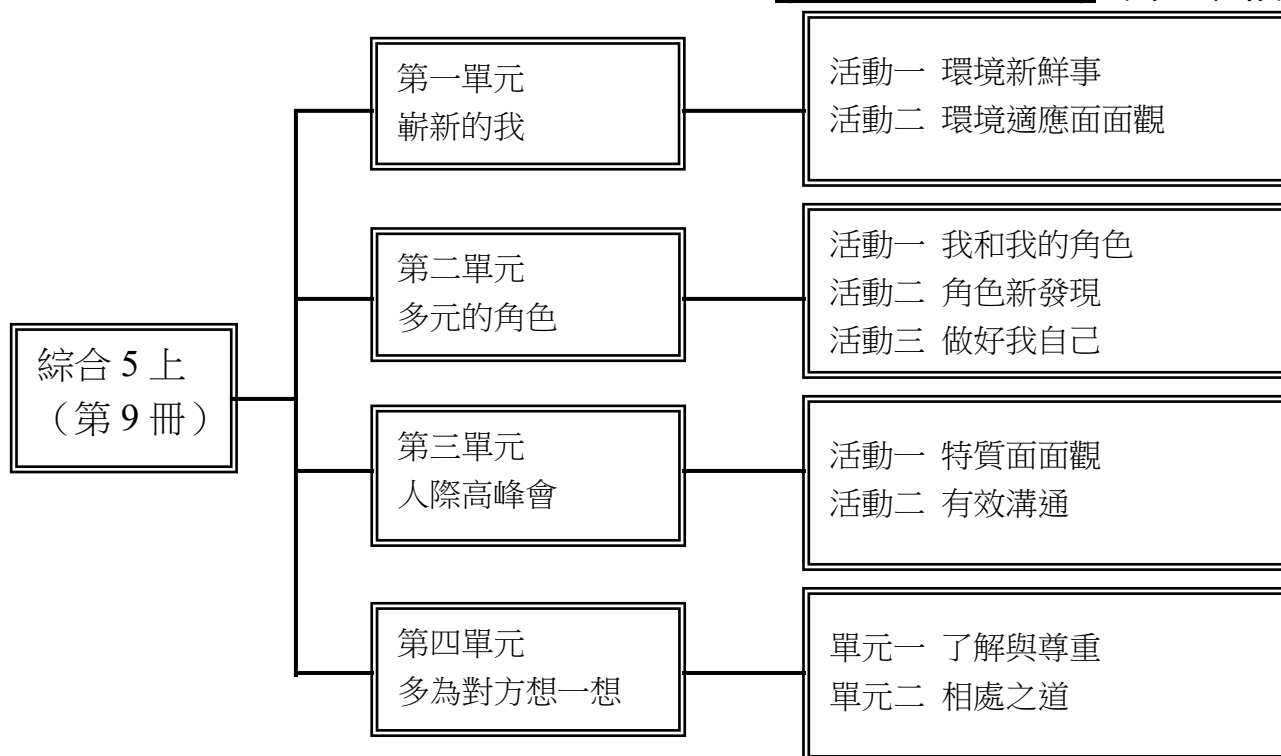 綜合 5 上
（第 9 冊）
第一單元
嶄新的我
活動一 環境新鮮事
活動二 環境適應面面觀
第二單元
多元的角色
活動一 我和我的角色
活動二 角色新發現
活動三 做好我自己
第三單元
人際高峰會
活動一 特質面面觀
活動二 有效溝通
第四單元
多為對方想一想
單元一 了解與尊重
單元二 相處之道